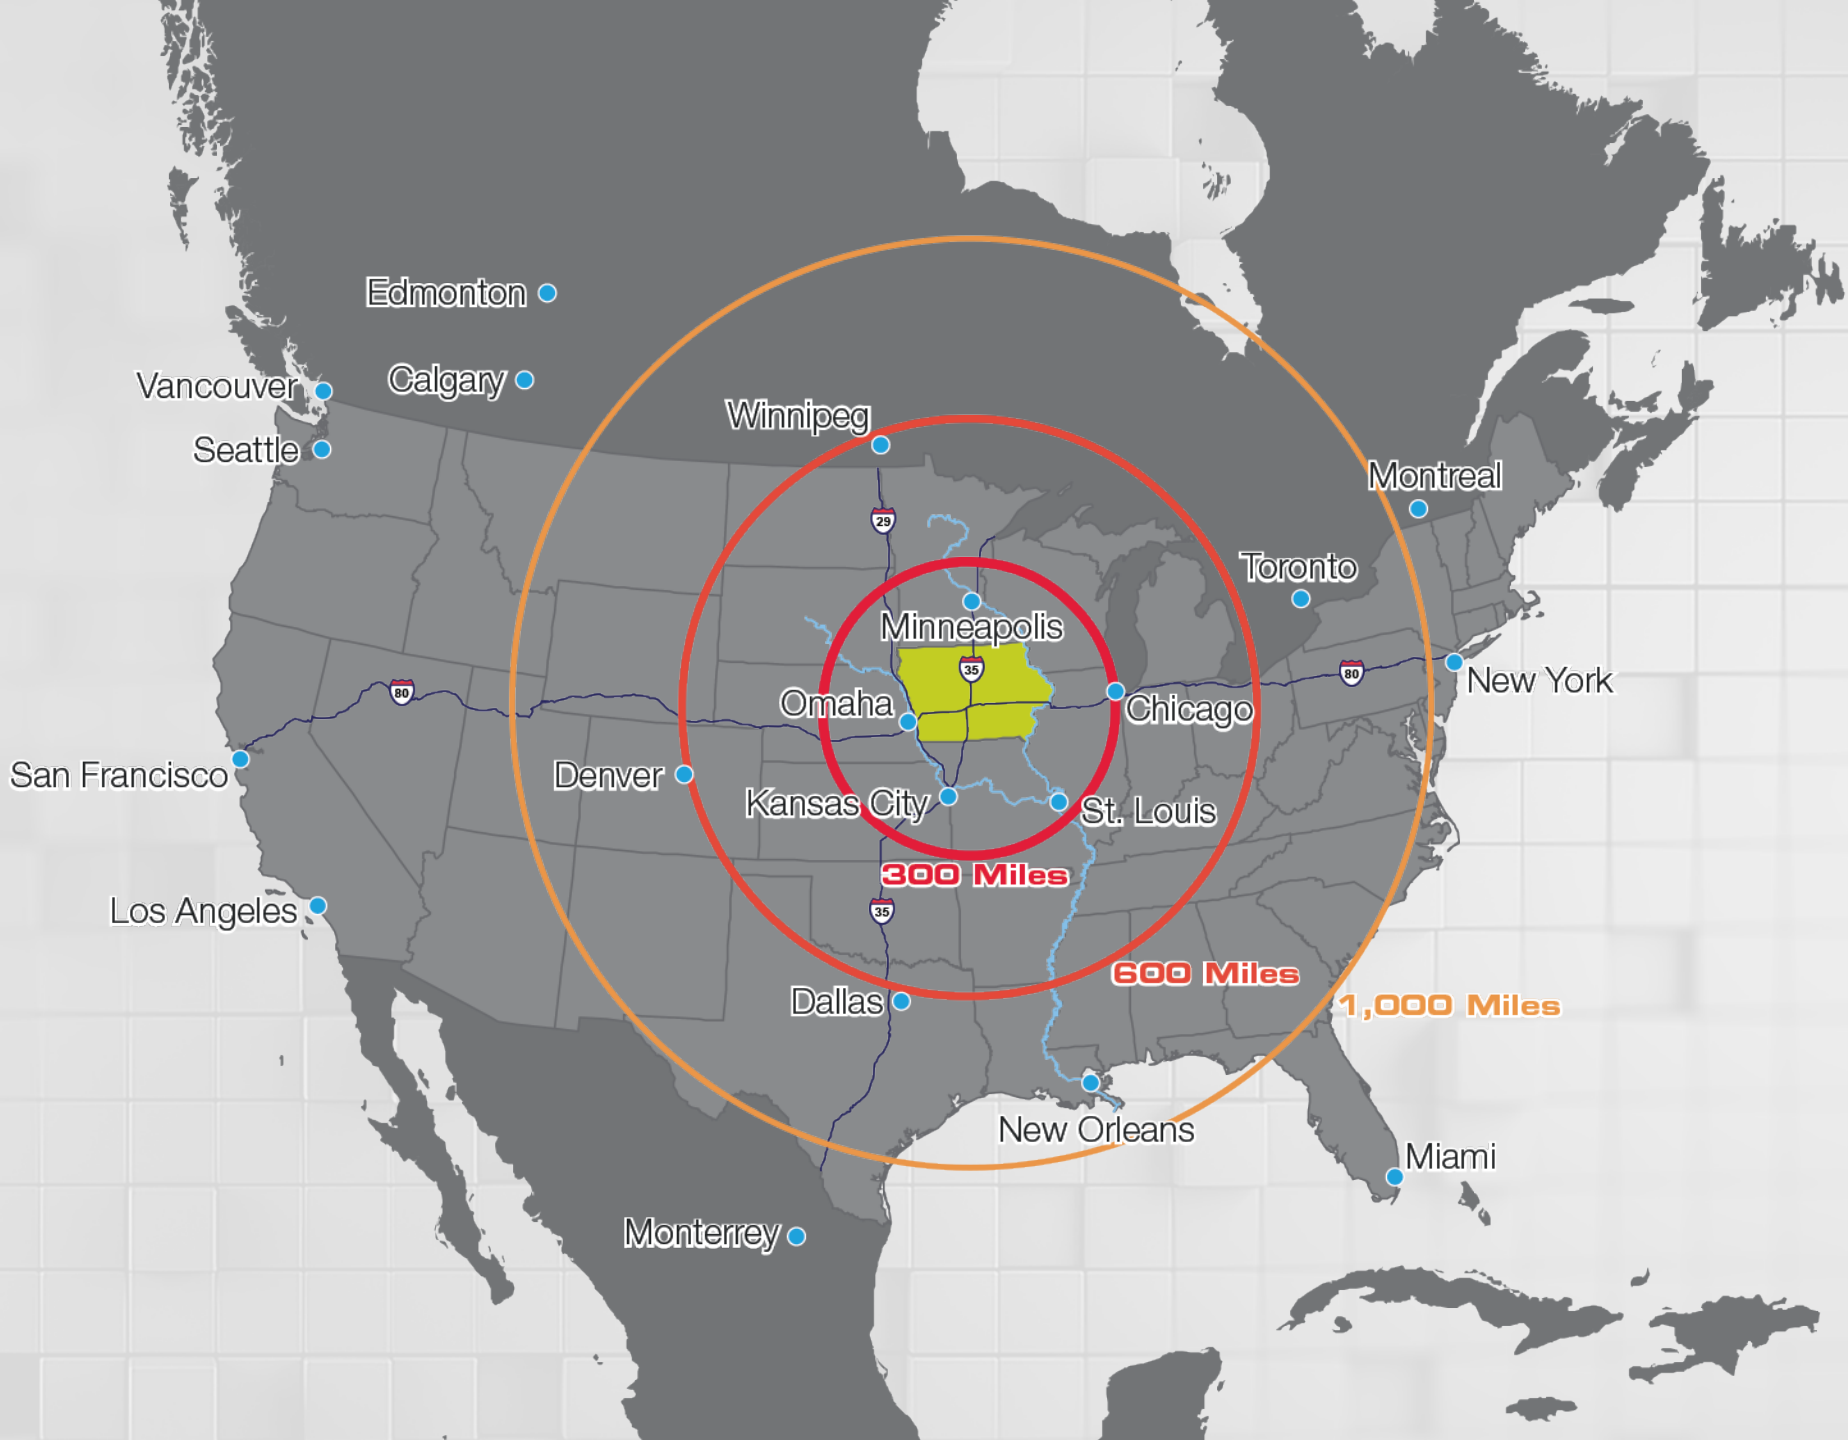 Edmonton
Calgary
Vancouver
Winnipeg
Seattle
Montreal
29
Toronto
Minneapolis
35
80
80
New York
Omaha
Chicago
San Francisco
Denver
Kansas City
St. Louis
300 Miles
Los Angeles
35
600 Miles
Dallas
1,000 Miles
New Orleans
Miami
Monterrey